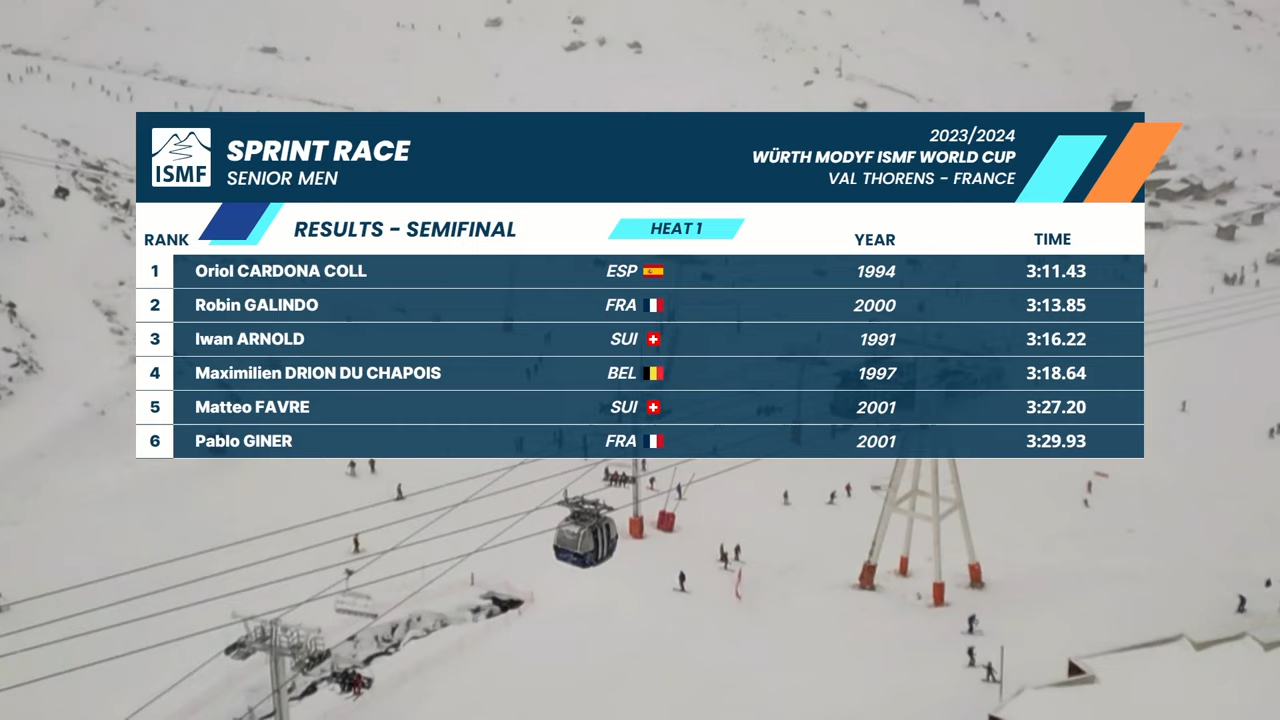 ISMF
SPRINT RACE
SENIOR MEN
2023/2024
WÜRTH MODYF ISMF WORLD CUP
VAL THORENS - FRANCE
RANK RESULTS - SEMIFINAL HEAT 1 YEAR TIME
1 Oriol CARDONA COLL ESP 1994 3:11.43
2 Robin GALINDO FRA 2000 3:13.85
3 Iwan ARNOLD SUI 1991 3:16.22
4 Maximilien DRION DU CHAPOIS BEL 1997 3:18.64
5 Matteo FAVRE SUI 2001 3:27.20
6 Pablo GINER FRA 2001 3:29.93